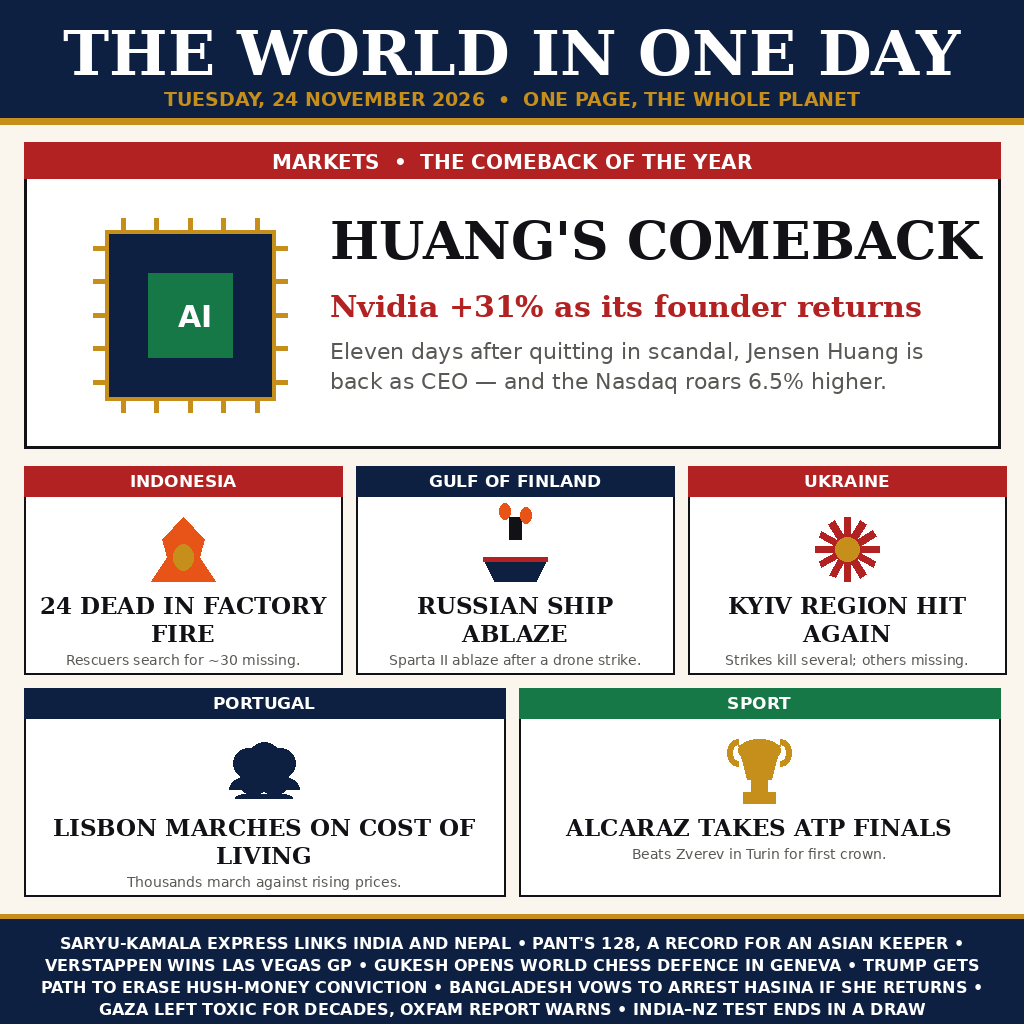 THE WORLD IN ONE DAY
TUESDAY, 24 NOVEMBER 2026 • ONE PAGE, THE WHOLE PLANET
MARKETS • THE COMEBACK OF THE YEAR
AI
HUANG'S COMEBACK
Nvidia +31% as its founder returns
Eleven days after quitting in scandal, Jensen Huang is
back as CEO — and the Nasdaq roars 6.5% higher.
INDONESIA
24 DEAD IN FACTORY
FIRE
Rescuers search for ~30 missing.
GULF OF FINLAND
RUSSIAN SHIP
ABLAZE
Sparta II ablaze after a drone strike.
UKRAINE
KYIV REGION HIT
AGAIN
Strikes kill several; others missing.
PORTUGAL
LISBON MARCHES ON COST OF
LIVING
Thousands march against rising prices.
SPORT
ALCARAZ TAKES ATP FINALS
Beats Zverev in Turin for first crown.
SARYU-KAMALA EXPRESS LINKS INDIA AND NEPAL • PANT'S 128, A RECORD FOR AN ASIAN KEEPER •
VERSTAPPEN WINS LAS VEGAS GP • GUKESH OPENS WORLD CHESS DEFENCE IN GENEVA • TRUMP GETS
PATH TO ERASE HUSH-MONEY CONVICTION • BANGLADESH VOWS TO ARREST HASINA IF SHE RETURNS •
GAZA LEFT TOXIC FOR DECADES, OXFAM REPORT WARNS • INDIA–NZ TEST ENDS IN A DRAW